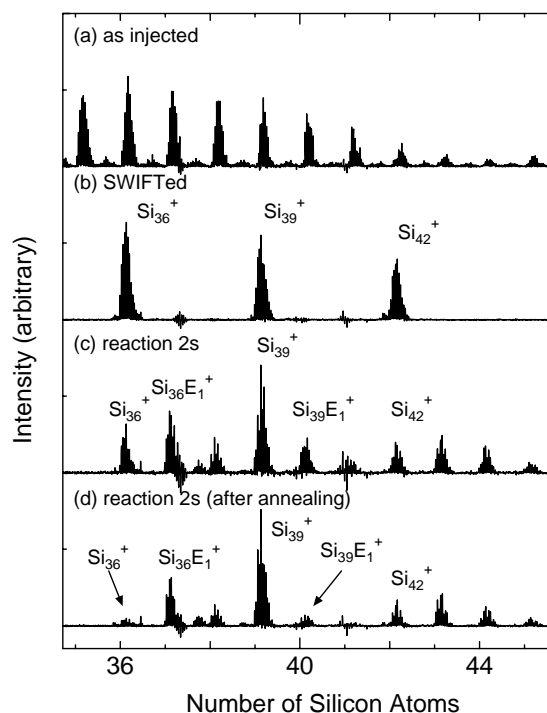 (a) as injected
(b) SWIFTed
Si₃₆⁺
Si₃₉⁺
Si₄₂⁺
(c) reaction 2s
Si₃₉⁺
Si₃₆⁺
Si₃₆E₁⁺
Si₃₉E₁⁺
Si₄₂⁺
(d) reaction 2s (after annealing)
Si₃₉⁺
Si₃₆⁺
Si₃₆E₁⁺
Si₃₉E₁⁺
Si₄₂⁺
36 40 44
Number of Silicon Atoms
Intensity (arbitrary)